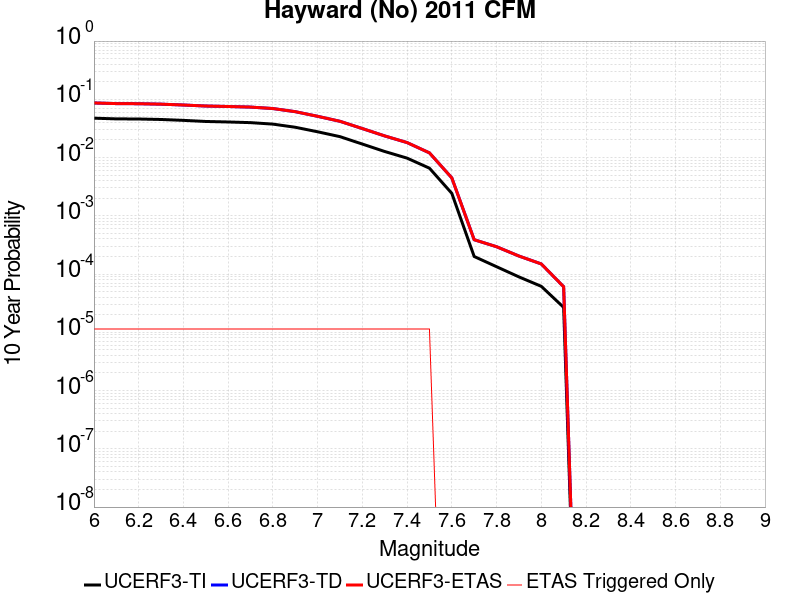 Hayward (No) 2011 CFM
10 0
10 -1
10 -2
10 -3
10 -4
10 -5
10 -6
10 -7
10 -8
10 Year Probability
6 6.2 6.4 6.6 6.8 7 7.2 7.4 7.6 7.8 8 8.2 8.4 8.6 8.8 9
Magnitude
UCERF3-TI UCERF3-TD UCERF3-ETAS ETAS Triggered Only